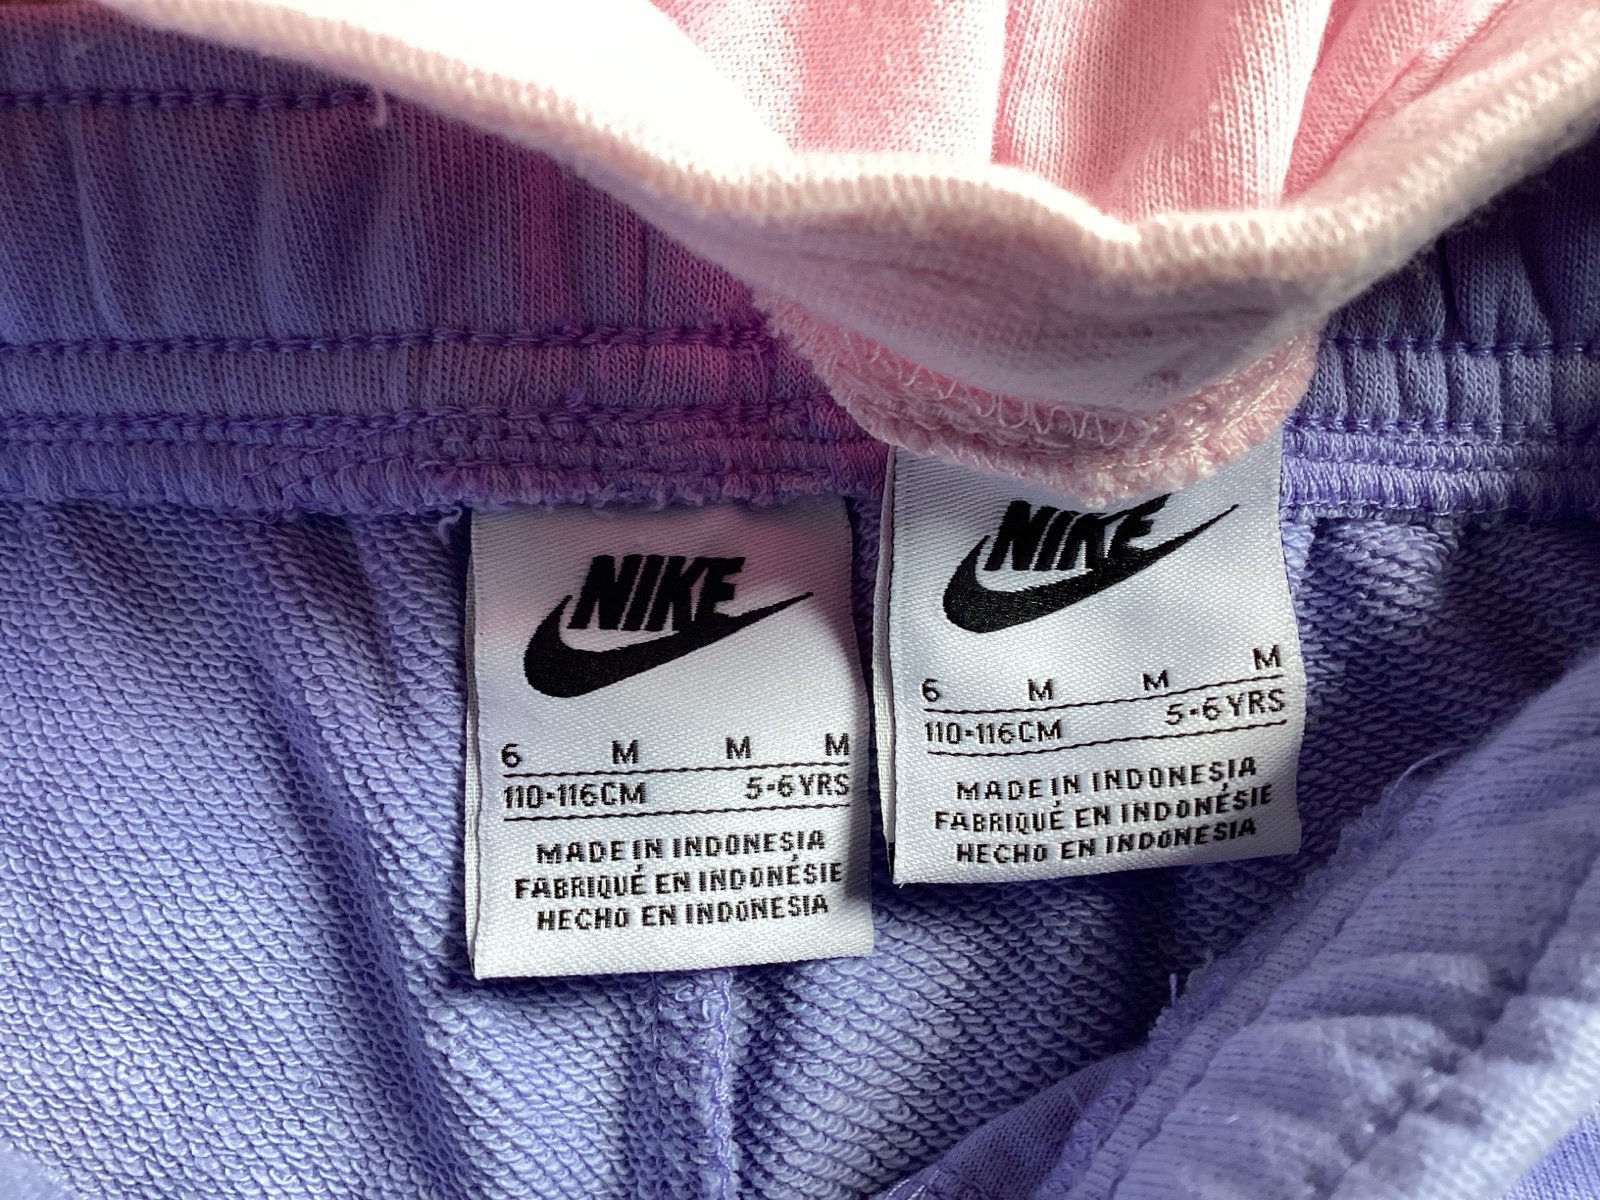 NIKE
6 M M M
110-116CM 5-6YRS
MADE IN INDONESIA
FABRIQUÉ EN INDONÉSIE
HECHO EN INDONESIA
NIKE
6 M M M
110-116CM 5-6YRS
MADE IN INDONESIA
FABRIQUÉ EN INDONÉSIE
HECHO EN INDONESIA